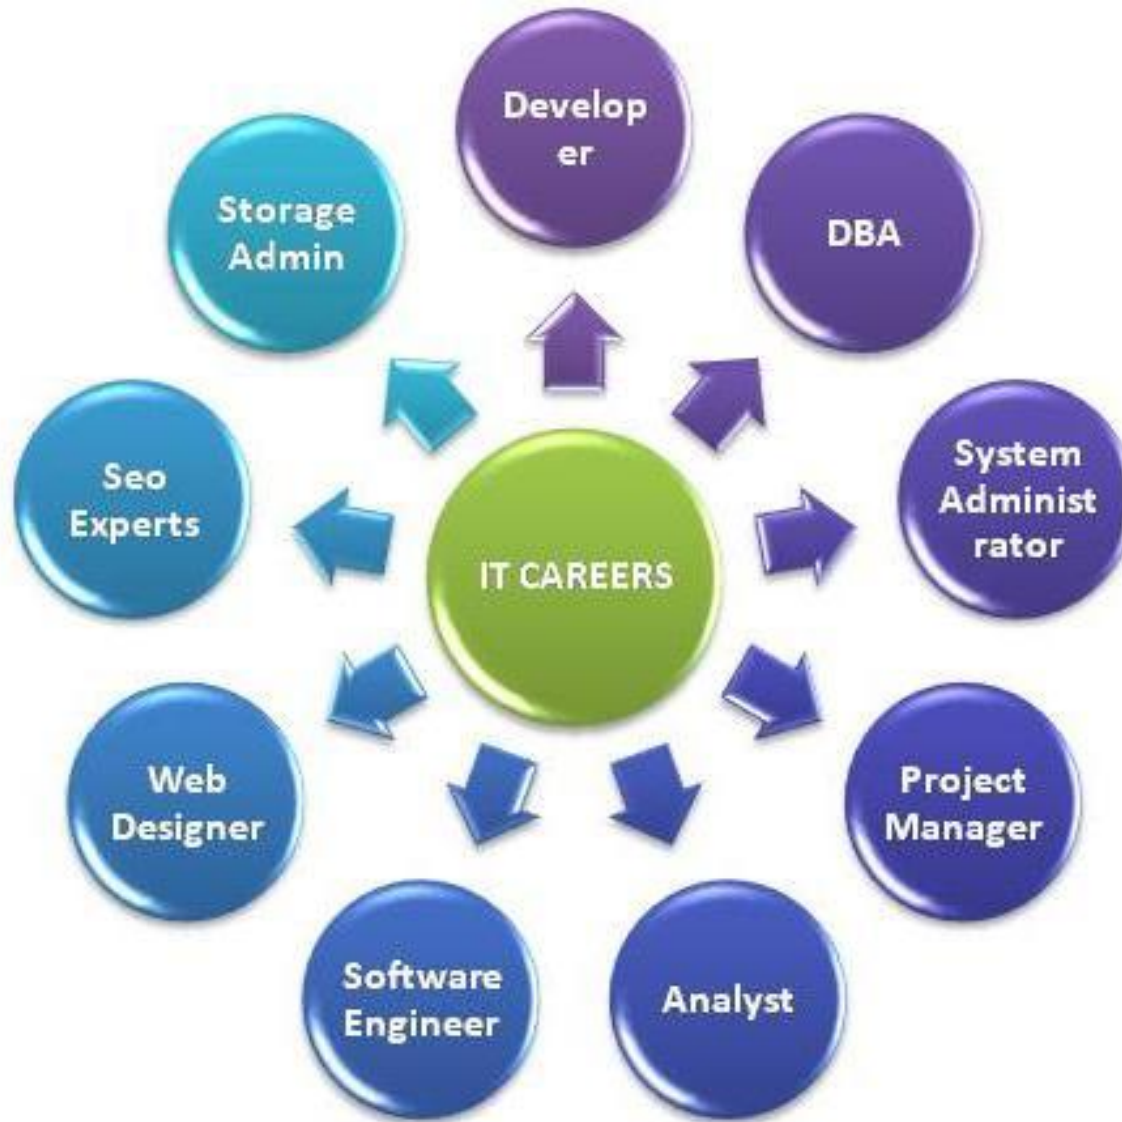 Develop
er
DBA
System
Administ
rator
Project
Manager
Analyst
Software
Engineer
Web
Designer
Seo
Experts
Storage
Admin
IT CAREERS